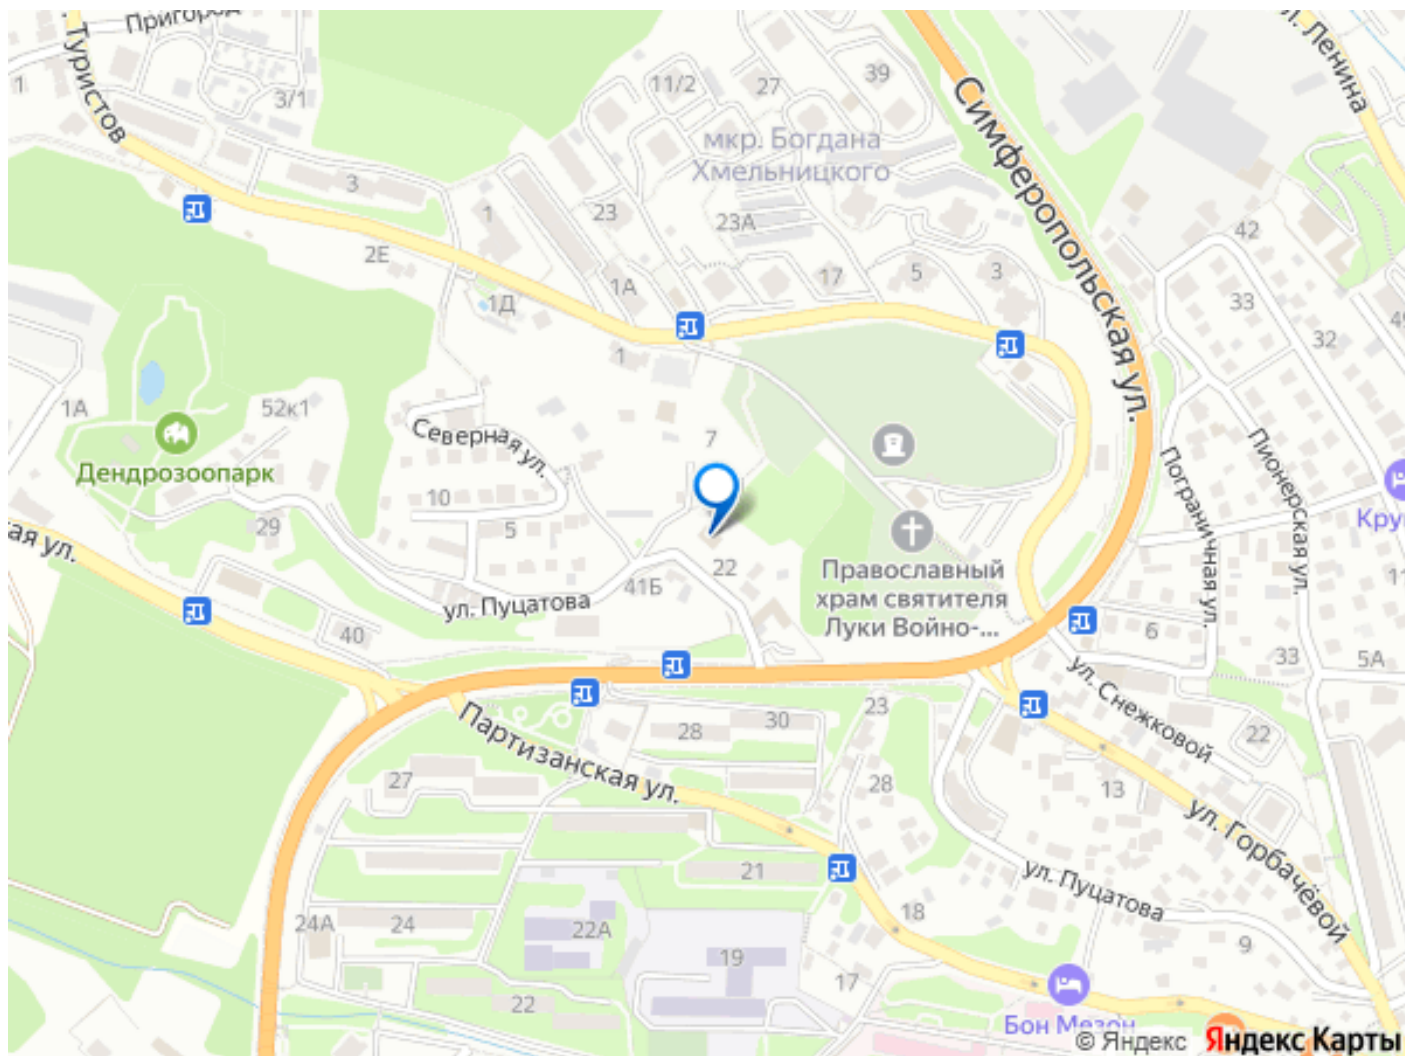 Пригород
ул. Ленина
Туристов
1
3/1
11/2
27
39
мкр. Богдана
Хмельницкого
Симферопольская ул.
3
1
23
23А
42
2Е
1Д
1А
17
5
3
33
32
49
1
1А
52к1
Северная ул.
7
Дендрозоопарк
10
5
29
22
41Б
Православный
храм святителя
Луки Войно-...
Пограничная ул.
Пионерская ул.
ая ул.
ул. Пуцатова
40
6
33
5А
11
ул. Снежковой
22
Партизанская ул.
28
30
23
27
28
13
ул. Горбачёвой
21
ул. Пуцатова
24А
24
22А
19
18
17
9
22
Бон Мезон
© Яндекс
Яндекс Карты